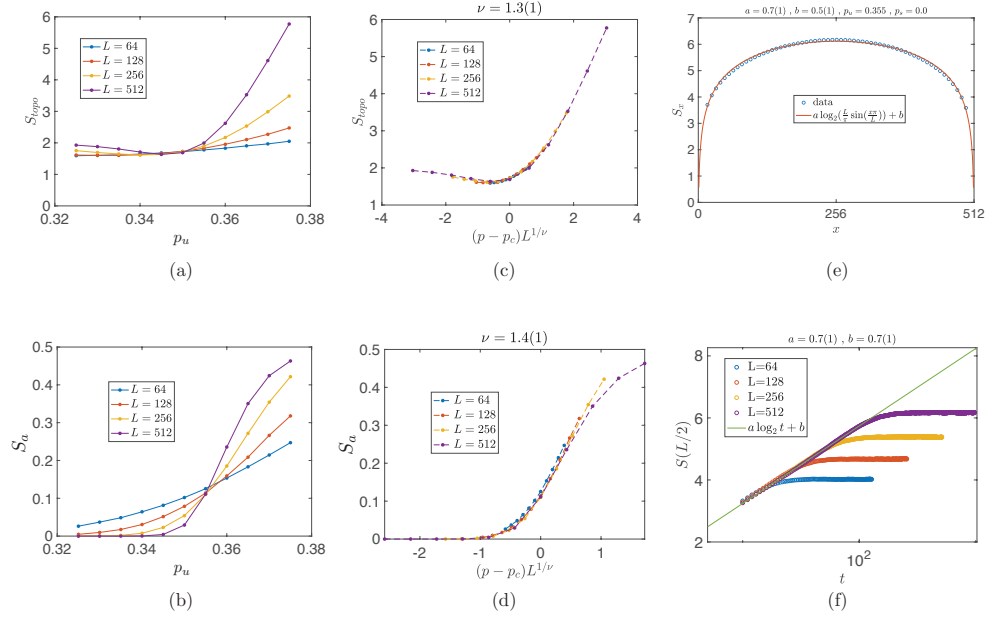 6
5
4
3
2
1
0
S_topo
L = 64
L = 128
L = 256
L = 512
0.32 0.34 0.36 0.38
p_u
(a)
ν = 1.3(1)
6
5
4
3
2
1
S_topo
L = 64
L = 128
L = 256
L = 512
-4 -2 0 2 4
(p − p_c)L^{1/ν}
(c)
a = 0.7(1) , b = 0.5(1) , p_u = 0.355 , p_s = 0.0
7
6
5
4
3
2
1
0
S_x
data
a log_2(L/π sin(xπ/L)) + b
0 256 512
x
(e)
0.5
0.4
0.3
0.2
0.1
0
S_a
L = 64
L = 128
L = 256
L = 512
0.32 0.34 0.36 0.38
p_u
(b)
ν = 1.4(1)
0.5
0.4
0.3
0.2
0.1
0
S_a
L = 64
L = 128
L = 256
L = 512
-2 -1 0 1
(p − p_c)L^{1/ν}
(d)
a = 0.7(1) , b = 0.7(1)
8
6
4
2
S(L/2)
L=64
L=128
L=256
L=512
a log_2 t + b
10^2
t
(f)